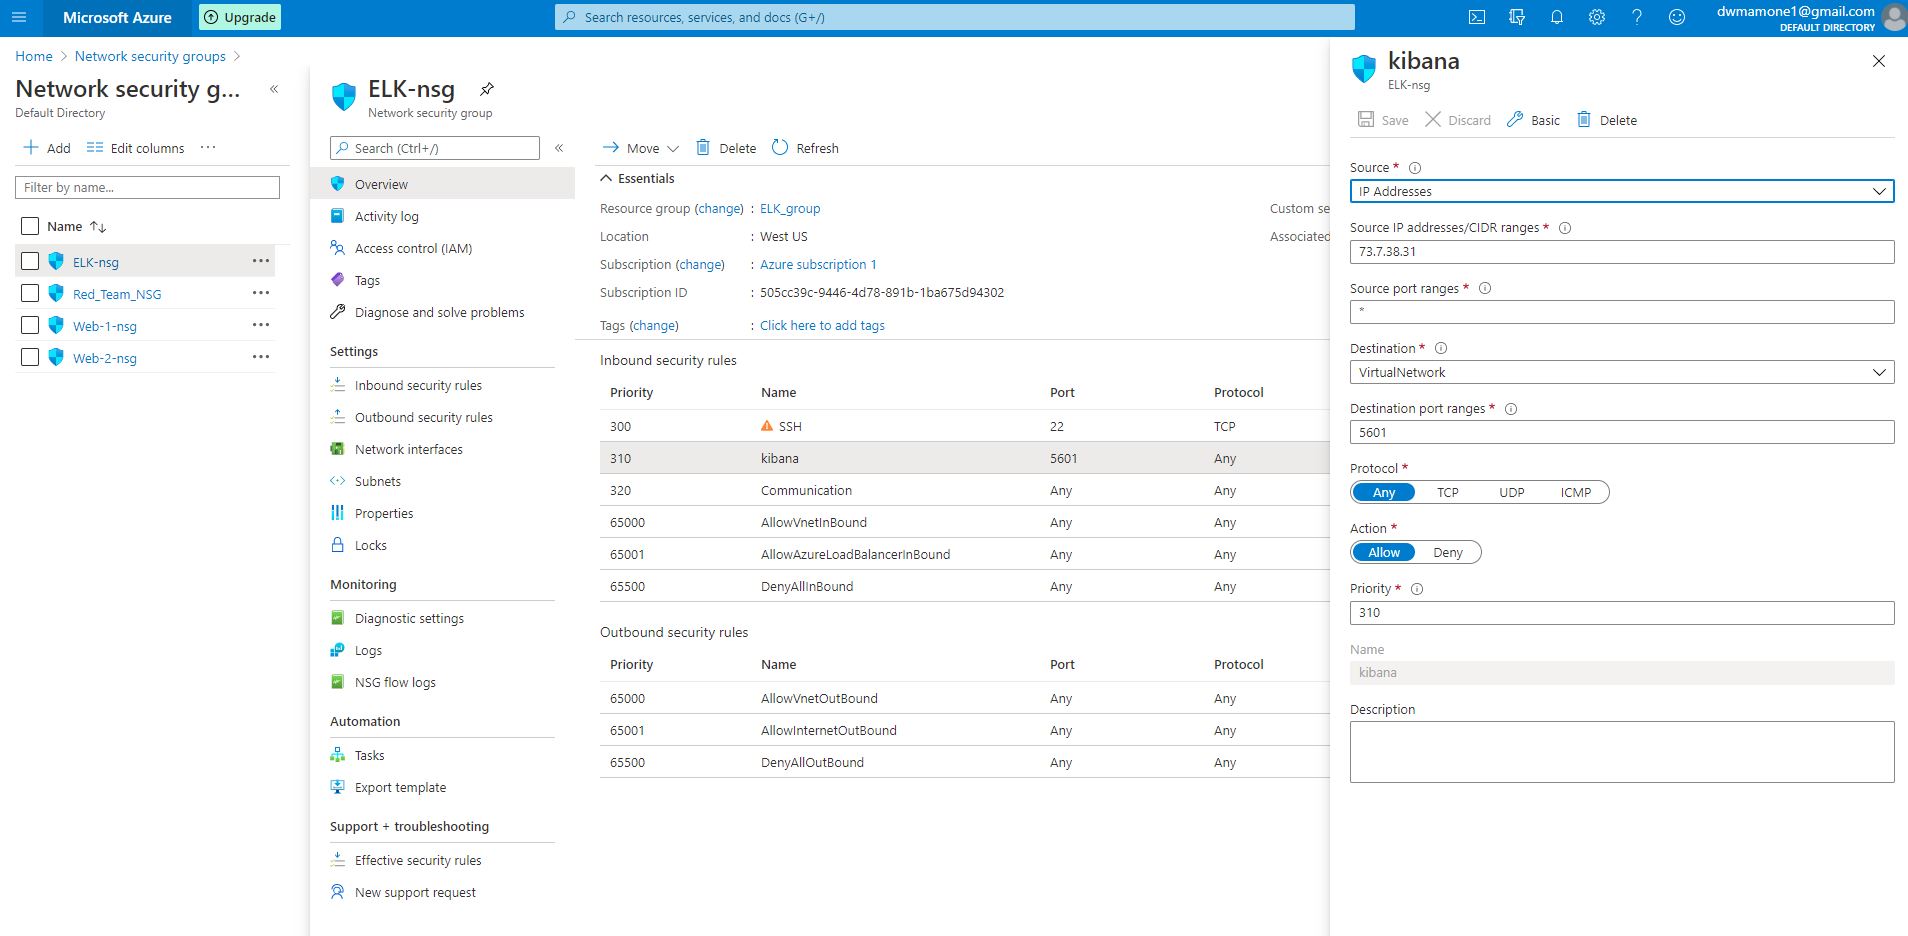 Microsoft Azure
Upgrade
Search resources, services, and docs (G+/)
dwmamone1@gmail.com
DEFAULT DIRECTORY
Home > Network security groups >
Network security g...
Default Directory
Add Edit columns ...
Filter by name...
Name
ELK-nsg ...
Red_Team_NSG ...
Web-1-nsg ...
Web-2-nsg ...
ELK-nsg
Network security group
Search (Ctrl+/)
Overview
Activity log
Access control (IAM)
Tags
Diagnose and solve problems
Settings
Inbound security rules
Outbound security rules
Network interfaces
Subnets
Properties
Locks
Monitoring
Diagnostic settings
Logs
NSG flow logs
Automation
Tasks
Export template
Support + troubleshooting
Effective security rules
New support request
Move Delete Refresh
Essentials
Resource group (change) : ELK_group
Custom se
Location : West US
Associated
Subscription (change) : Azure subscription 1
Subscription ID : 505cc39c-9446-4d78-891b-1ba675d94302
Tags (change) : Click here to add tags
Inbound security rules
Priority Name Port Protocol
300 SSH 22 TCP
310 kibana 5601 Any
320 Communication Any Any
65000 AllowVnetInBound Any Any
65001 AllowAzureLoadBalancerInBound Any Any
65500 DenyAllInBound Any Any
Outbound security rules
Priority Name Port Protocol
65000 AllowVnetOutBound Any Any
65001 AllowInternetOutBound Any Any
65500 DenyAllOutBound Any Any
kibana
ELK-nsg
Save Discard Basic Delete
Source *
IP Addresses
Source IP addresses/CIDR ranges *
73.7.38.31
Source port ranges *
*
Destination *
VirtualNetwork
Destination port ranges *
5601
Protocol *
Any TCP UDP ICMP
Action *
Allow Deny
Priority *
310
Name
kibana
Description